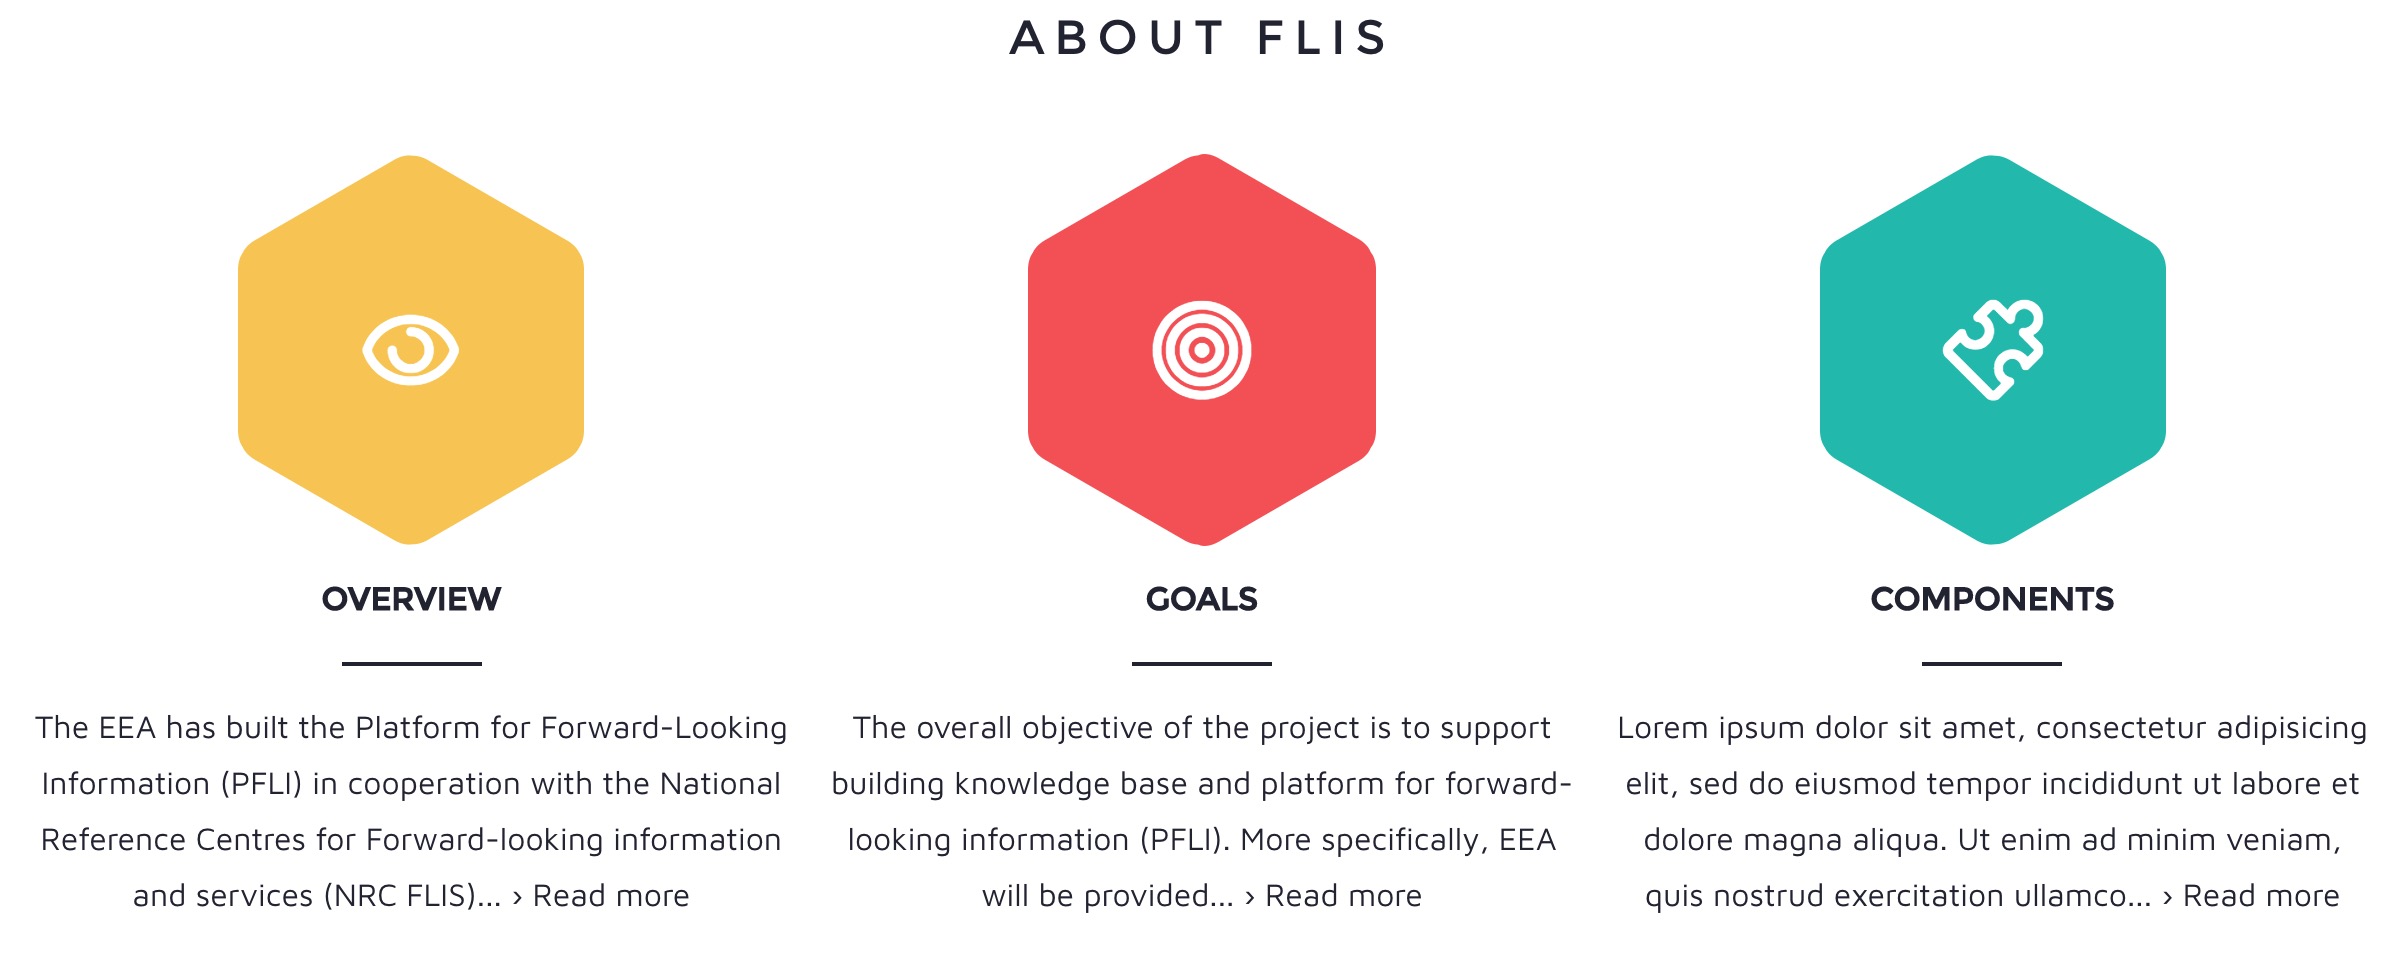 ABOUT FLIS
OVERVIEW
The EEA has built the Platform for Forward-Looking
Information (PFLI) in cooperation with the National
Reference Centres for Forward-looking information
and services (NRC FLIS)... › Read more
GOALS
The overall objective of the project is to support
building knowledge base and platform for forward-
looking information (PFLI). More specifically, EEA
will be provided... › Read more
COMPONENTS
Lorem ipsum dolor sit amet, consectetur adipisicing
elit, sed do eiusmod tempor incididunt ut labore et
dolore magna aliqua. Ut enim ad minim veniam,
quis nostrud exercitation ullamco... › Read more